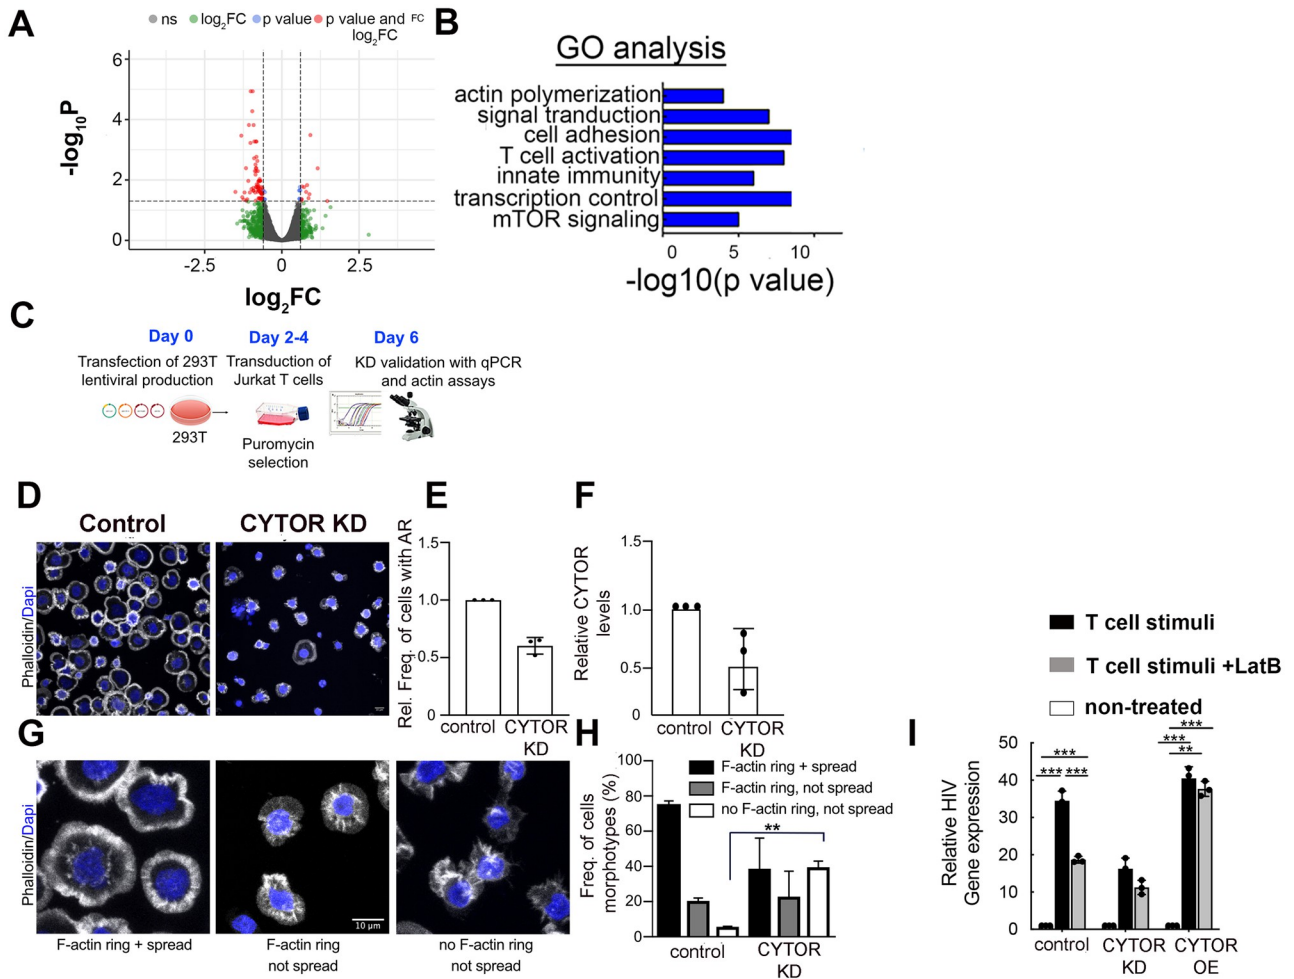 A
ns log2FC p value p value and FC
log2FC
6
4
2
0
-log10P
-2.5 0 2.5
log2FC
B
GO analysis
actin polymerization
signal tranduction
cell adhesion
T cell activation
innate immunity
transcription control
mTOR signaling
0 5 10
-log10(p value)
C
Day 0 Day 2-4 Day 6
Transfection of 293T
lentiviral production
Transduction of
Jurkat T cells
KD validation with qPCR
and actin assays
293T
Puromycin
selection
D
Control CYTOR KD
Phalloidin/Dapi
E
Rel. Freq. of cells with AR
1.5
1.0
0.5
0
control CYTOR
KD
F
Relative CYTOR
levels
1.5
1.0
0.5
0
control CYTOR
KD
G
Phalloidin/Dapi
10 µm
F-actin ring + spread
F-actin ring
not spread
no F-actin ring
not spread
H
Freq. of cells
morphotypes (%)
100
80
60
40
20
0
F-actin ring + spread
F-actin ring, not spread
no F-actin ring, not spread
**
control CYTOR
KD
T cell stimuli
T cell stimuli +LatB
non-treated
I
Relative HIV
Gene expression
50
40
30
20
10
0
***
*** ***
***
***
**
control CYTOR
KD
CYTOR
OE